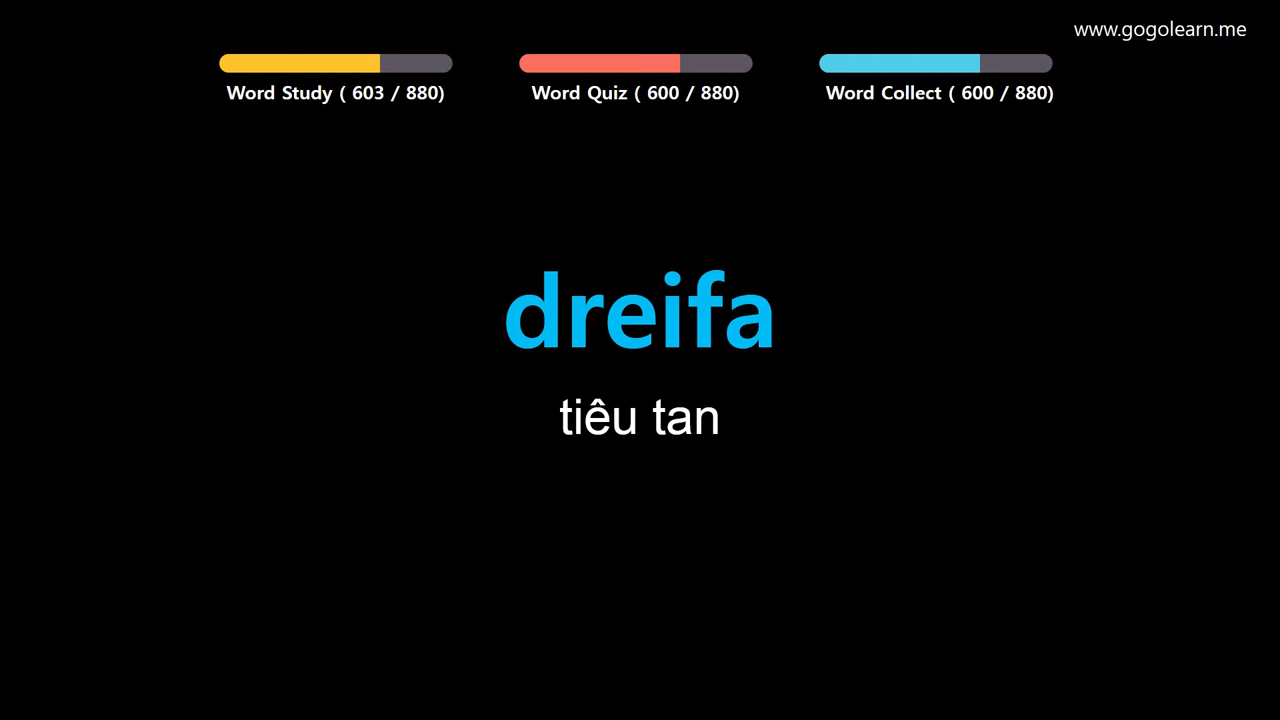 www.gogolearn.me
Word Study ( 603 / 880)
Word Quiz ( 600 / 880)
Word Collect ( 600 / 880)
dreifa
tiêu tan